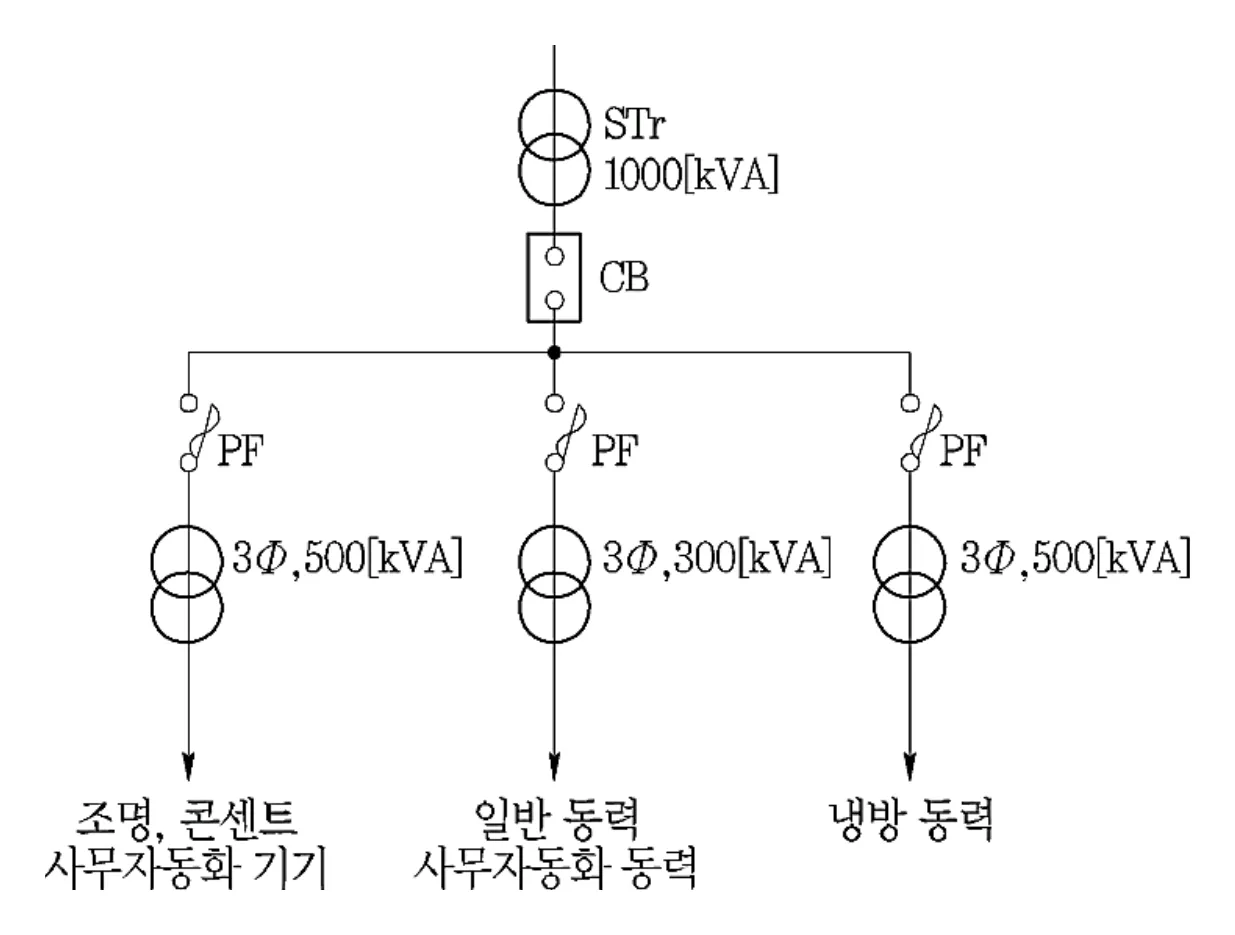 STr
1000[kVA]
CB
PF
PF
PF
3Φ,500[kVA]
3Φ,300[kVA]
3Φ,500[kVA]
조명, 콘센트
사무자동화 기기
일반 동력
사무자동화 동력
냉방 동력